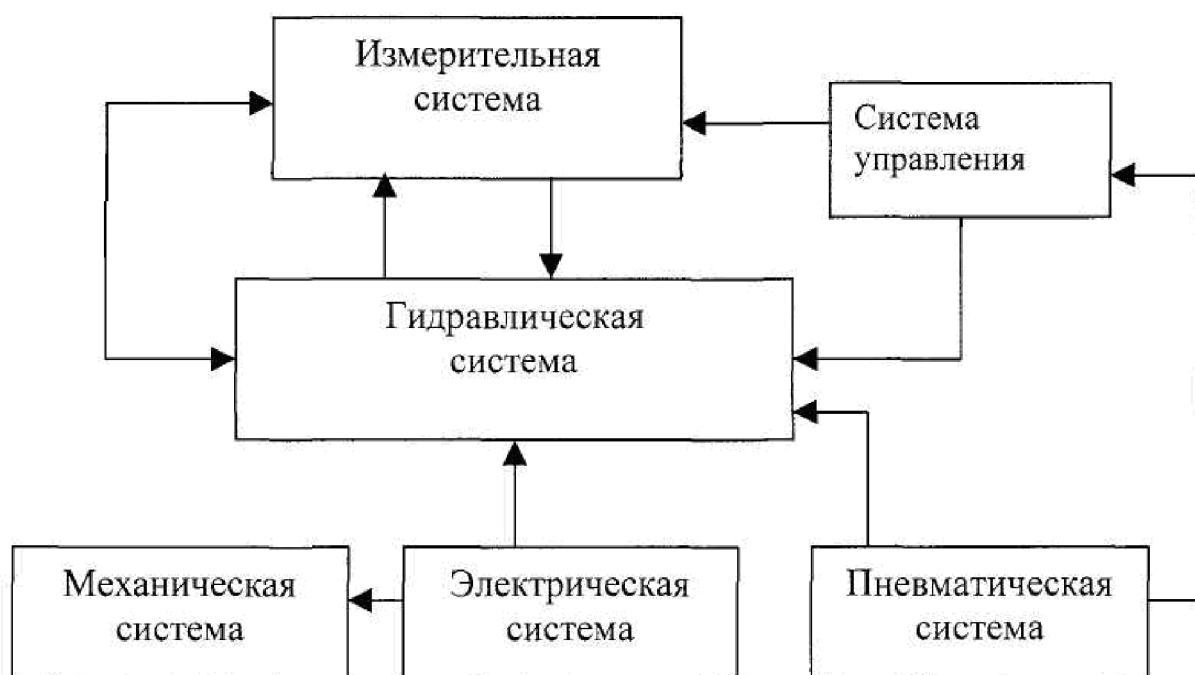 Измерительная
система
Система
управления
Гидравлическая
система
Механическая
система
Электрическая
система
Пневматическая
система